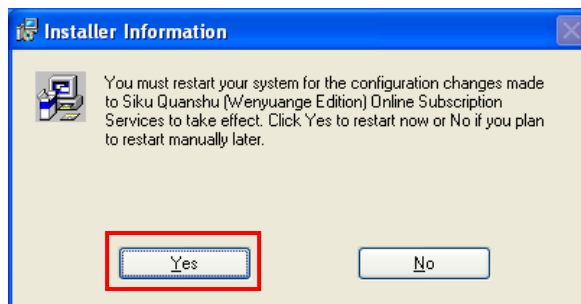 Installer Information
You must restart your system for the configuration changes made
to Siku Quanshu (Wenyuange Edition) Online Subscription
Services to take effect. Click Yes to restart now or No if you plan
to restart manually later.
Yes
No